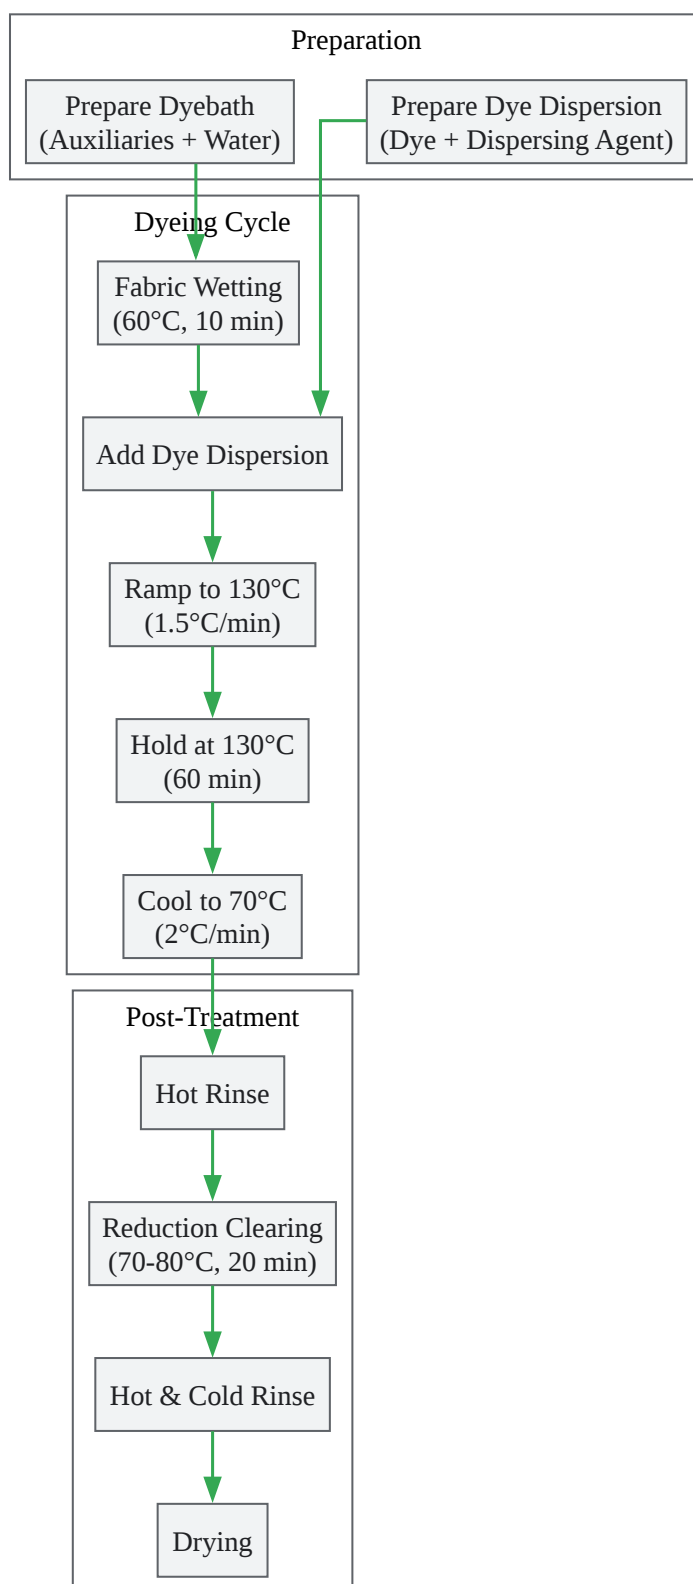 Preparation
Prepare Dyebath
(Auxiliaries + Water)
Prepare Dye Dispersion
(Dye + Dispersing Agent)
Dyeing Cycle
Fabric Wetting
(60°C, 10 min)
Add Dye Dispersion
Ramp to 130°C
(1.5°C/min)
Hold at 130°C
(60 min)
Cool to 70°C
(2°C/min)
Post-Treatment
Hot Rinse
Reduction Clearing
(70-80°C, 20 min)
Hot & Cold Rinse
Drying